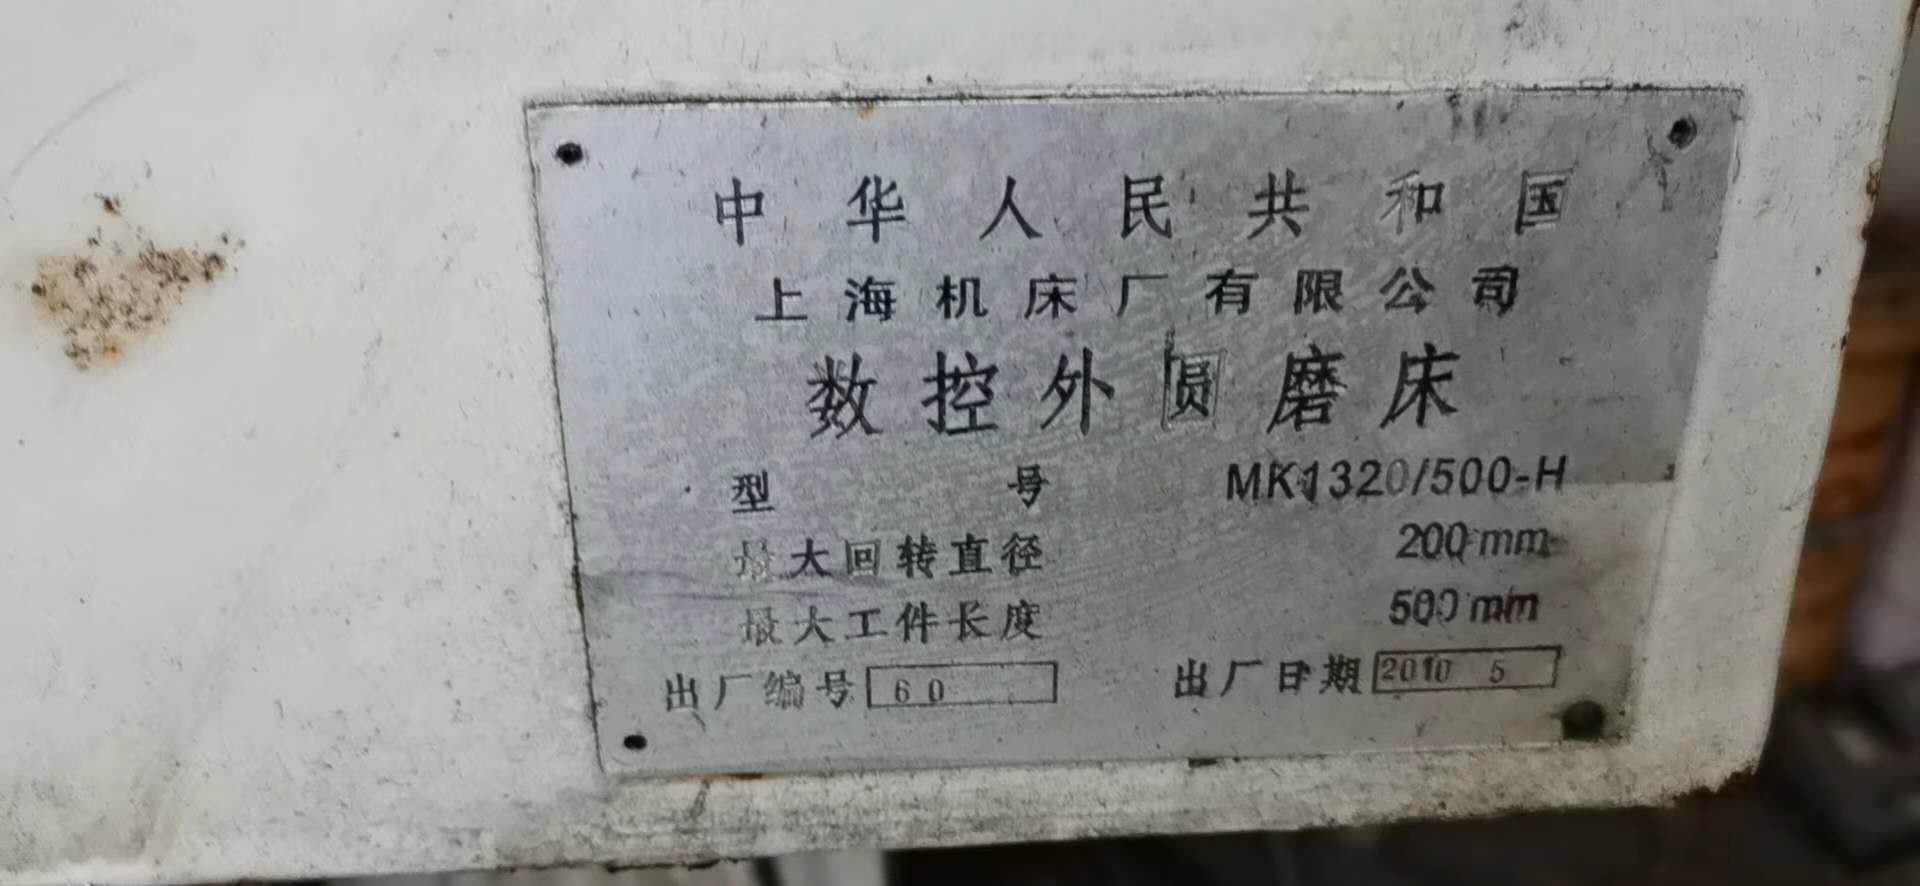 中华人民共和国
上海机床厂有限公司
数控外圆磨床
型号 MK1320/500-H
最大回转直径 200mm
最大工件长度 500mm
出厂编号 60 出厂日期 2010 5